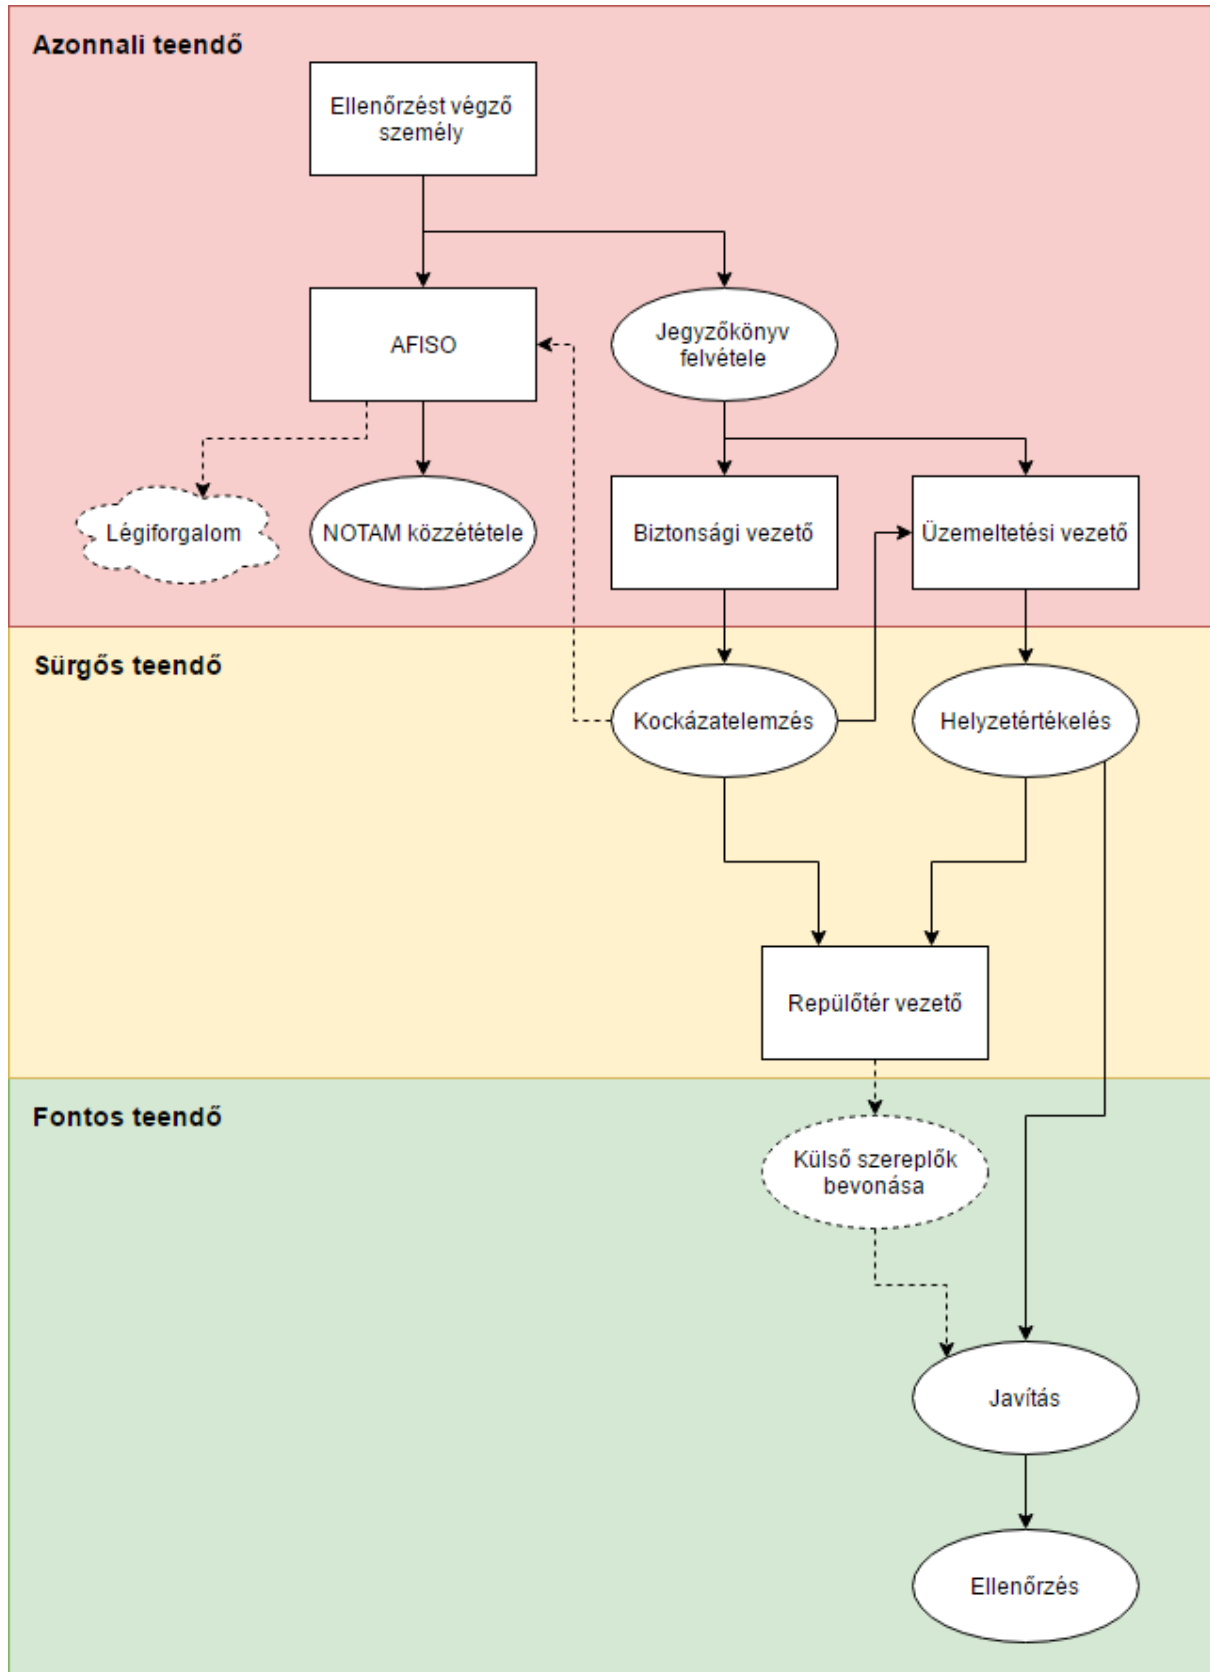 Azonnali teendő
Ellenőrzést végző
személy
AFISO
Jegyzőkönyv
felvétele
Légiforgalom
NOTAM közzététele
Biztonsági vezető
Üzemeltetési vezető
Sürgős teendő
Kockázatelemzés
Helyzetértékelés
Repülőtér vezető
Fontos teendő
Külső szereplők
bevonása
Javítás
Ellenőrzés